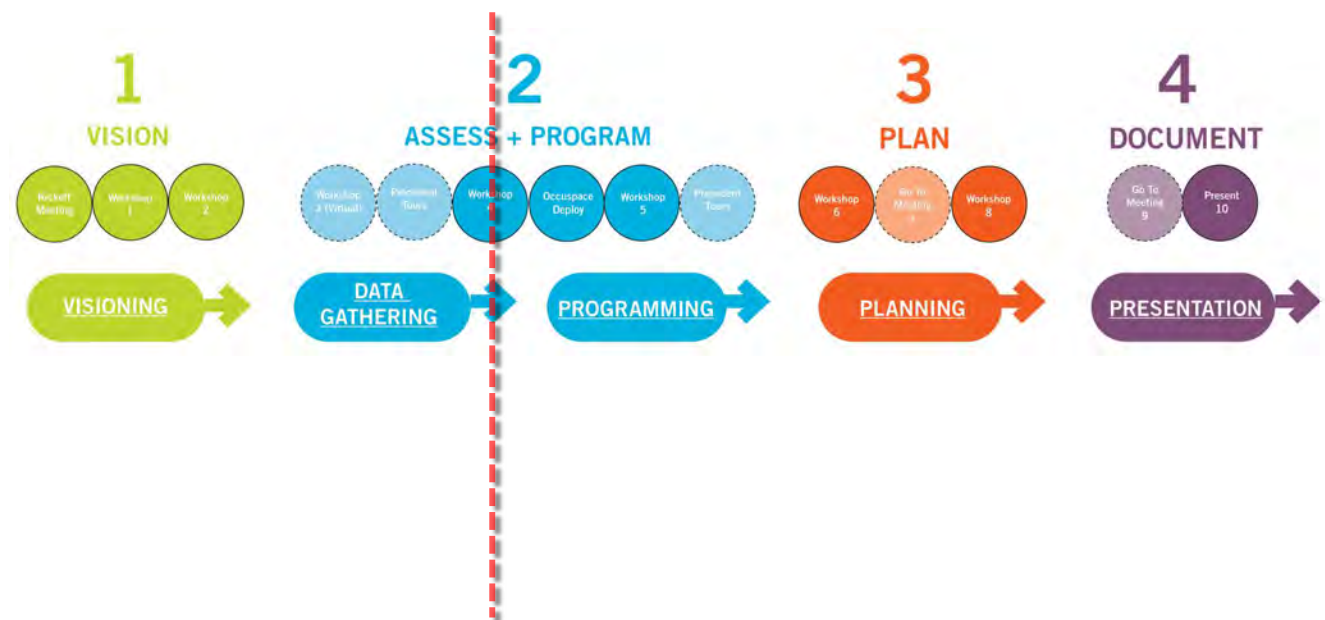 1
VISION
Kickoff
Meeting
Workshop
1
Workshop
2
VISIONING
2
ASSESS + PROGRAM
Workshop
3 (Virtual)
Precedent
Tours
Workshop
Occuspace
Deploy
Workshop
5
Precedent
Tours
DATA
GATHERING
PROGRAMMING
3
PLAN
Workshop
6
Go To
Workshop
8
PLANNING
4
DOCUMENT
Go To
Meeting
9
Present
10
PRESENTATION